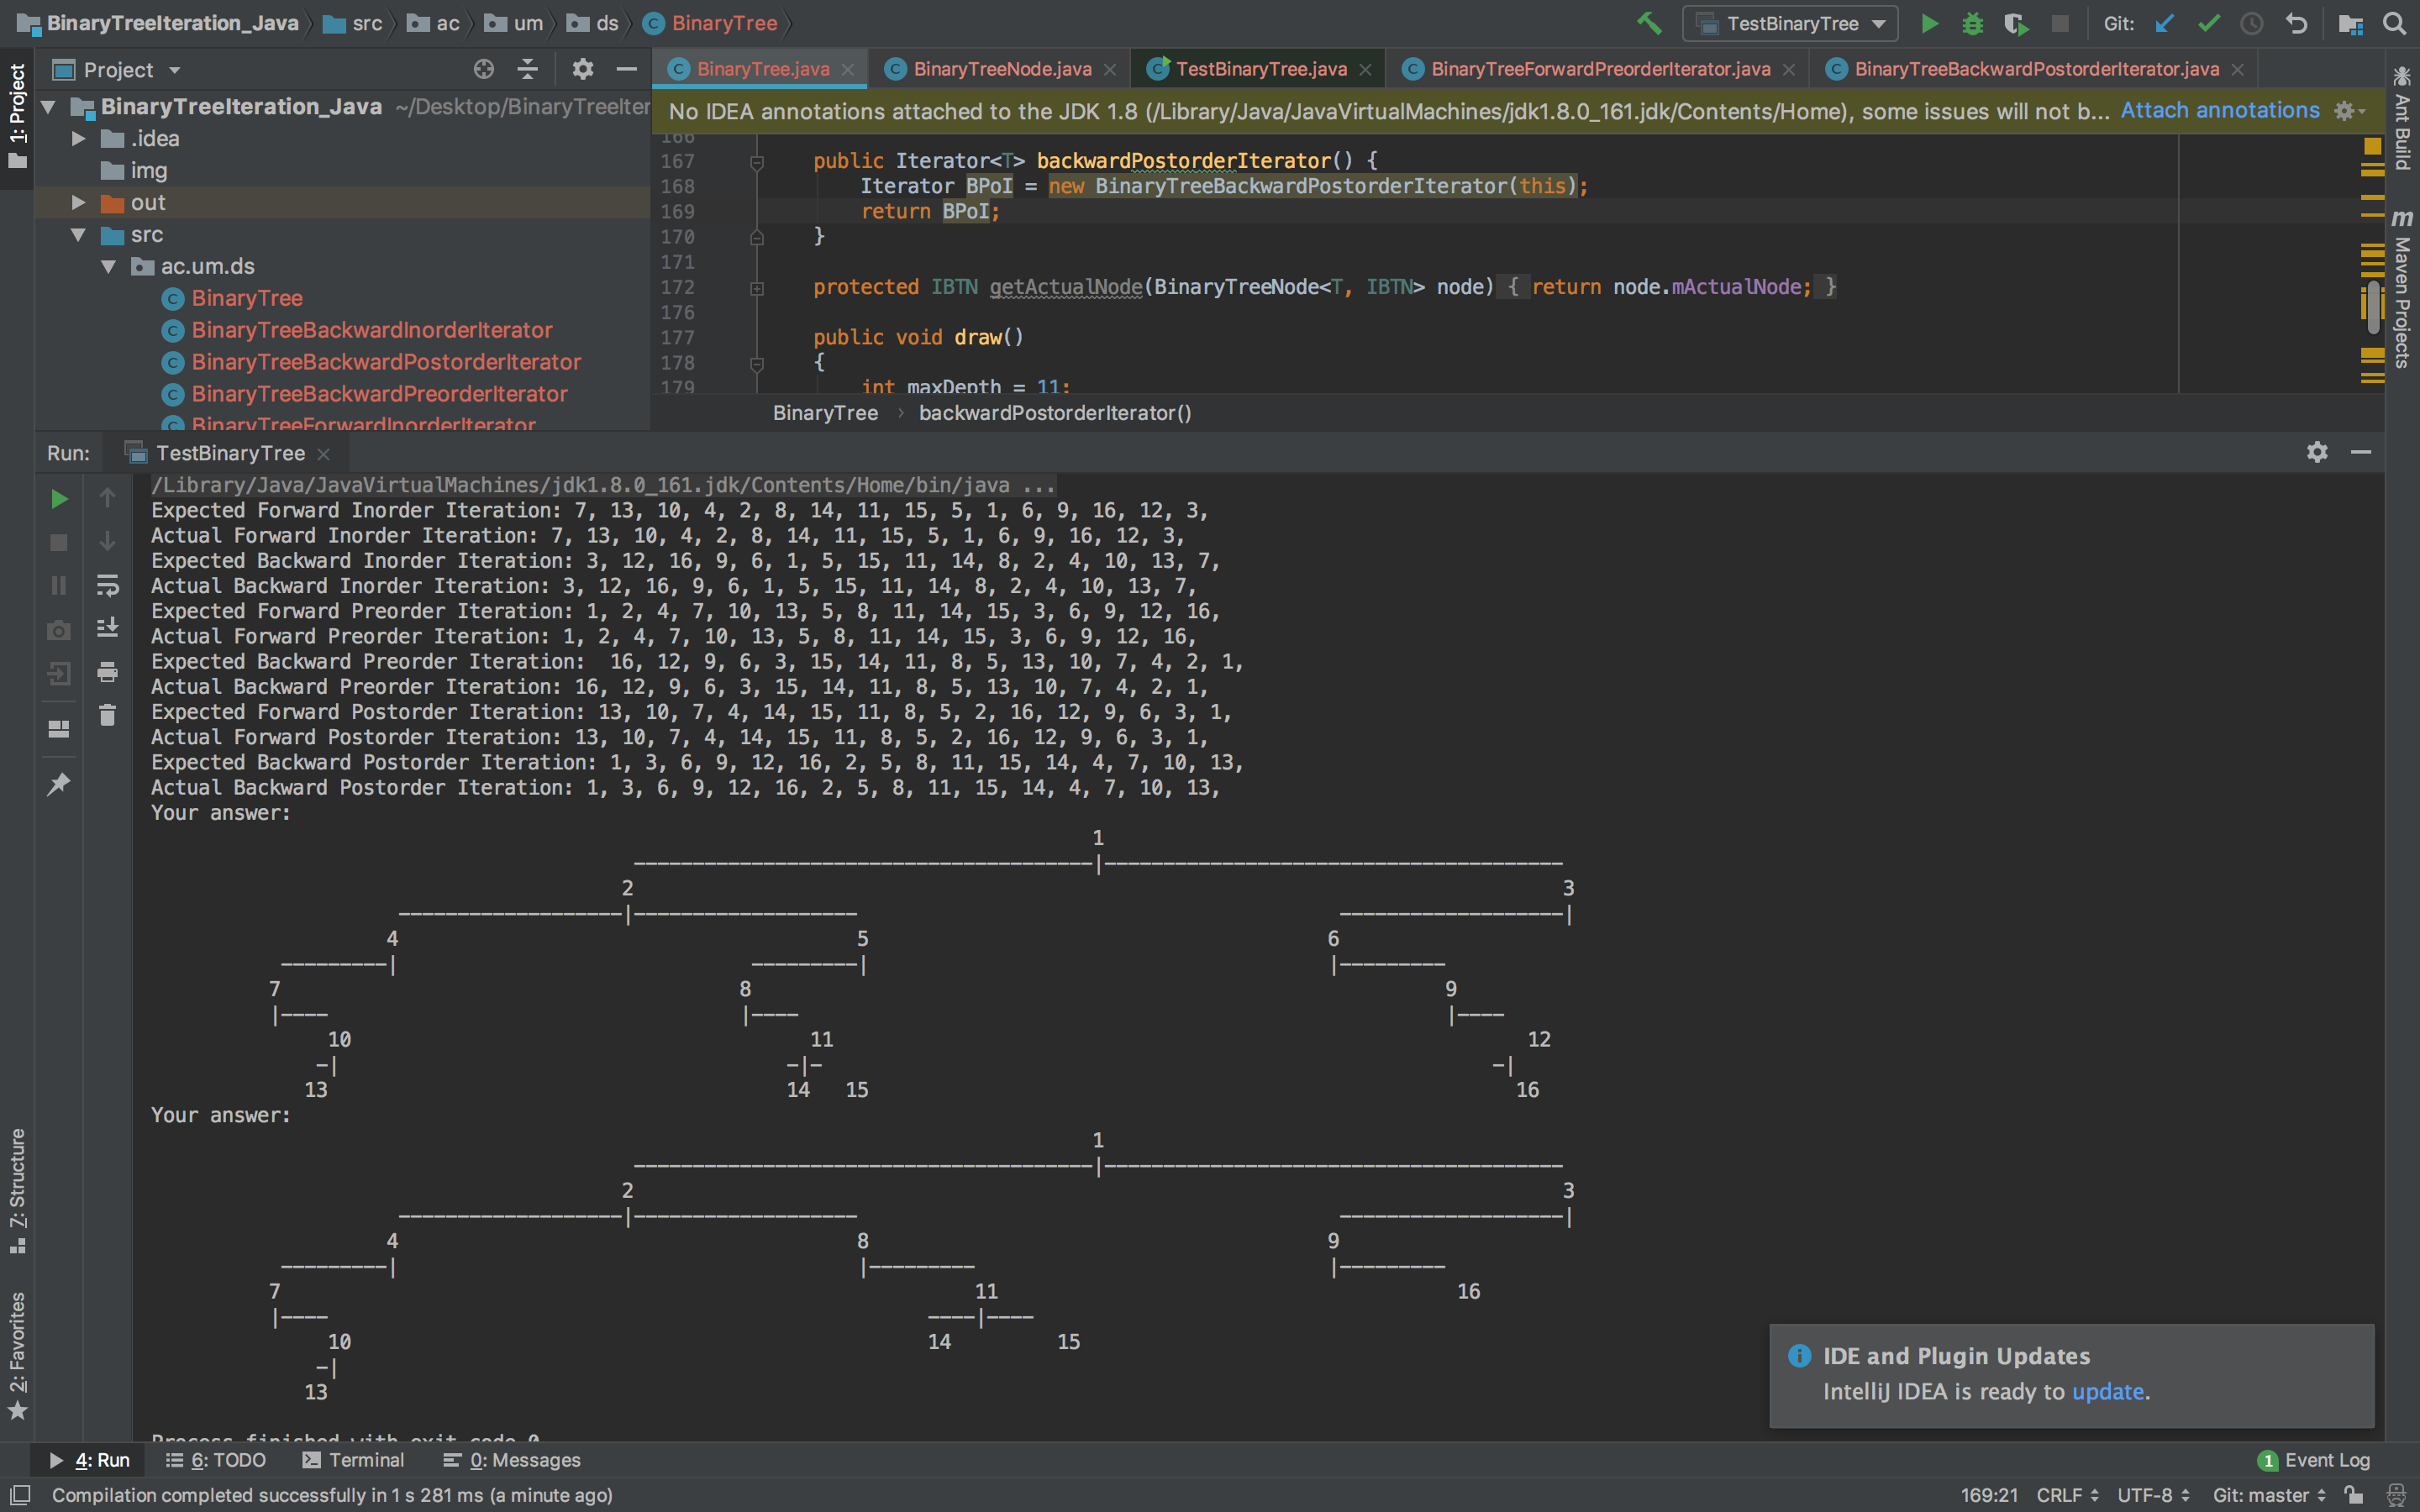 BinaryTreeIteration_Java src ac um ds BinaryTree TestBinaryTree Git:
1: Project
Project
BinaryTree.java BinaryTreeNode.java TestBinaryTree.java BinaryTreeForwardPreorderIterator.java BinaryTreeBackwardPostorderIterator.java
BinaryTreeIteration_Java ~/Desktop/BinaryTreeIter
.idea
img
out
src
ac.um.ds
BinaryTree
BinaryTreeBackwardInorderIterator
BinaryTreeBackwardPostorderIterator
BinaryTreeBackwardPreorderIterator
BinaryTreeForwardInorderIterator
No IDEA annotations attached to the JDK 1.8 (/Library/Java/JavaVirtualMachines/jdk1.8.0_161.jdk/Contents/Home), some issues will not b... Attach annotations
166
167 public Iterator<T> backwardPostorderIterator() {
168 Iterator BPoI = new BinaryTreeBackwardPostorderIterator(this);
169 return BPoI;
170 }
171
172 protected IBTN getActualNode(BinaryTreeNode<T, IBTN> node) { return node.mActualNode; }
176
177 public void draw()
178 {
179 int maxDepth = 11;
BinaryTree › backwardPostorderIterator()
Ant Build
Maven Projects
Run: TestBinaryTree
/Library/Java/JavaVirtualMachines/jdk1.8.0_161.jdk/Contents/Home/bin/java ...
Expected Forward Inorder Iteration: 7, 13, 10, 4, 2, 8, 14, 11, 15, 5, 1, 6, 9, 16, 12, 3,
Actual Forward Inorder Iteration: 7, 13, 10, 4, 2, 8, 14, 11, 15, 5, 1, 6, 9, 16, 12, 3,
Expected Backward Inorder Iteration: 3, 12, 16, 9, 6, 1, 5, 15, 11, 14, 8, 2, 4, 10, 13, 7,
Actual Backward Inorder Iteration: 3, 12, 16, 9, 6, 1, 5, 15, 11, 14, 8, 2, 4, 10, 13, 7,
Expected Forward Preorder Iteration: 1, 2, 4, 7, 10, 13, 5, 8, 11, 14, 15, 3, 6, 9, 12, 16,
Actual Forward Preorder Iteration: 1, 2, 4, 7, 10, 13, 5, 8, 11, 14, 15, 3, 6, 9, 12, 16,
Expected Backward Preorder Iteration:  16, 12, 9, 6, 3, 15, 14, 11, 8, 5, 13, 10, 7, 4, 2, 1,
Actual Backward Preorder Iteration: 16, 12, 9, 6, 3, 15, 14, 11, 8, 5, 13, 10, 7, 4, 2, 1,
Expected Forward Postorder Iteration: 13, 10, 7, 4, 14, 15, 11, 8, 5, 2, 16, 12, 9, 6, 3, 1,
Actual Forward Postorder Iteration: 13, 10, 7, 4, 14, 15, 11, 8, 5, 2, 16, 12, 9, 6, 3, 1,
Expected Backward Postorder Iteration: 1, 3, 6, 9, 12, 16, 2, 5, 8, 11, 15, 14, 4, 7, 10, 13,
Actual Backward Postorder Iteration: 1, 3, 6, 9, 12, 16, 2, 5, 8, 11, 15, 14, 4, 7, 10, 13,
Your answer:
1
---------------------------------------|---------------------------------------
2 3
-------------------|------------------- -------------------|
4 5 6
---------| ---------| |---------
7 8 9
|---- |---- |----
10 11 12
-| -|- -|
13 14 15 16
Your answer:
1
---------------------------------------|---------------------------------------
2 3
-------------------|------------------- -------------------|
4 8 9
---------| |--------- |---------
7 11 16
|---- ----|----
10 14 15
-|
13
Process finished with exit code 0
7: Structure
2: Favorites
IDE and Plugin Updates
IntelliJ IDEA is ready to update.
4: Run 6: TODO Terminal 0: Messages 1 Event Log
Compilation completed successfully in 1 s 281 ms (a minute ago) 169:21 CRLF UTF-8 Git: master